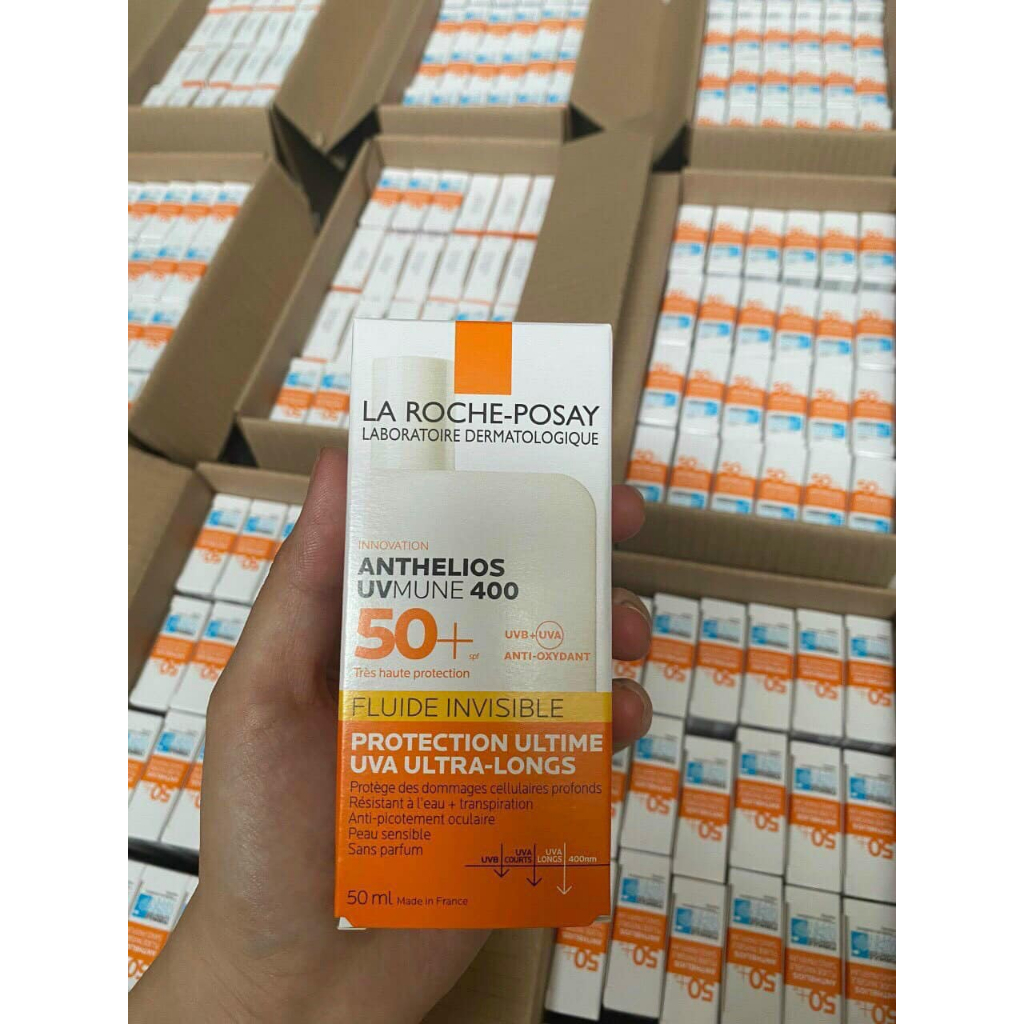 LA ROCHE-POSAY
LABORATOIRE DERMATOLOGIQUE
INNOVATION
ANTHELIOS
UVMUNE 400
50+ spf
UVB+UVA
ANTI-OXYDANT
Très haute protection
FLUIDE INVISIBLE
PROTECTION ULTIME
UVA ULTRA-LONGS
Protège des dommages cellulaires profonds
Résistant à l'eau + transpiration
Anti-picotement oculaire
Peau sensible
Sans parfum
UVB UVA COURTS UVA LONGS 400nm
50 ml Made in France